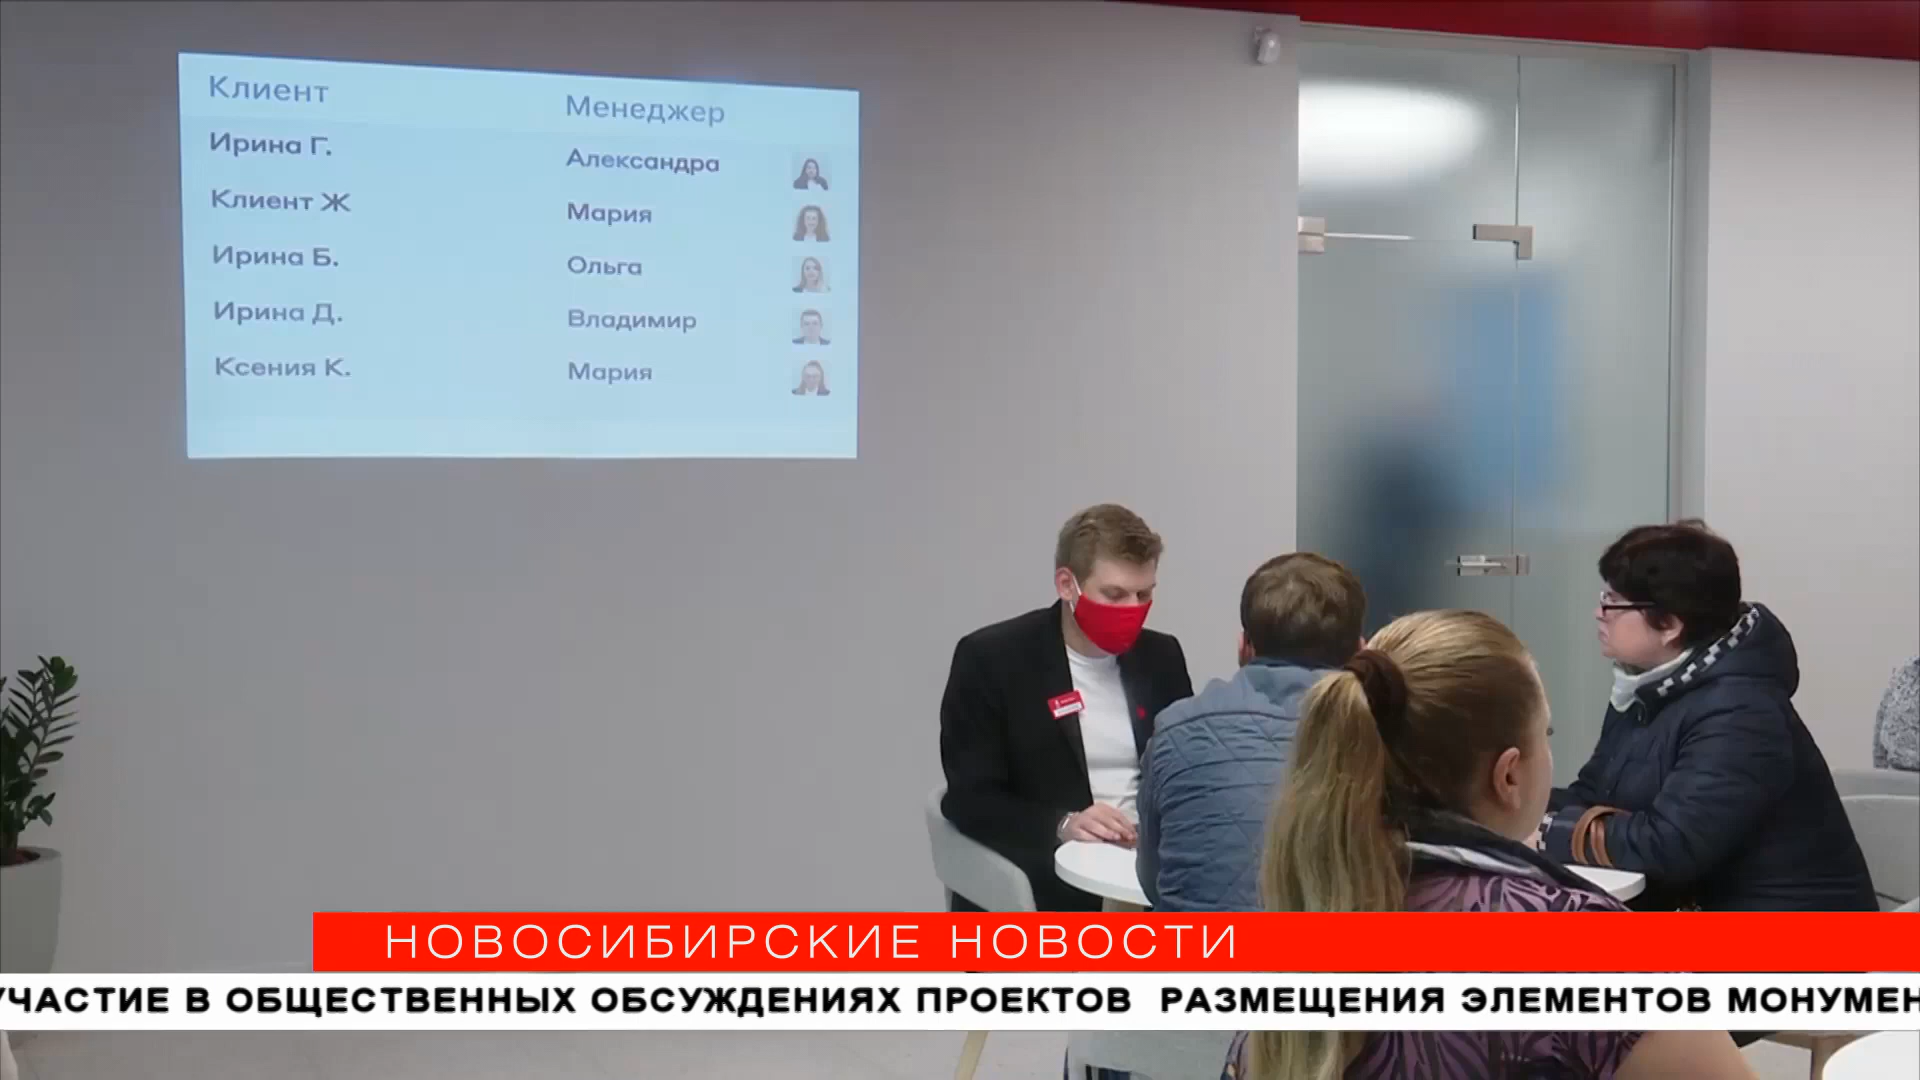 Клиент Менеджер
Ирина Г. Александра
Клиент Ж Мария
Ирина Б. Ольга
Ирина Д. Владимир
Ксения К. Мария
НОВОСИБИРСКИЕ НОВОСТИ
УЧАСТИЕ В ОБЩЕСТВЕННЫХ ОБСУЖДЕНИЯХ ПРОЕКТОВ РАЗМЕЩЕНИЯ ЭЛЕМЕНТОВ МОНУМЕН